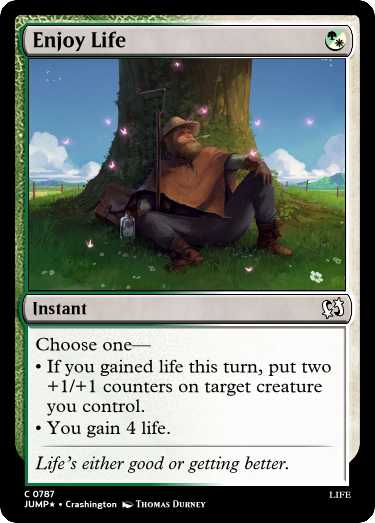 Enjoy Life
Instant
Choose one—
• If you gained life this turn, put two
+1/+1 counters on target creature
you control.
• You gain 4 life.
Life's either good or getting better.
C 0787
LIFE
JUMP★ • Crashington Thomas Durney